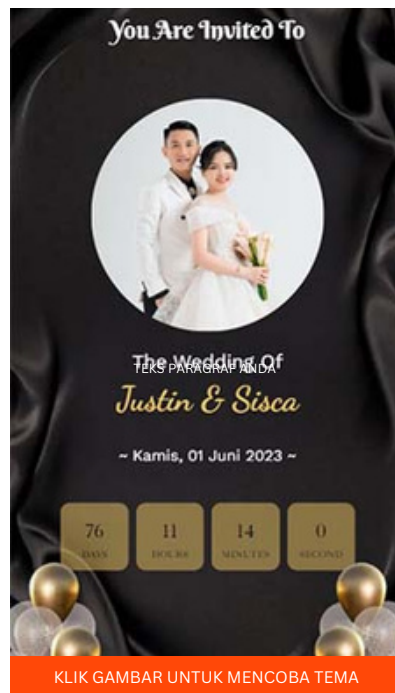 You Are Invited To
The Wedding Of
TEKS PARAGRAF ANDA
Justin & Sisca
~ Kamis, 01 Juni 2023 ~
76 11 14 0
DAYS HOURS MINUTES SECOND
KLIK GAMBAR UNTUK MENCOBA TEMA